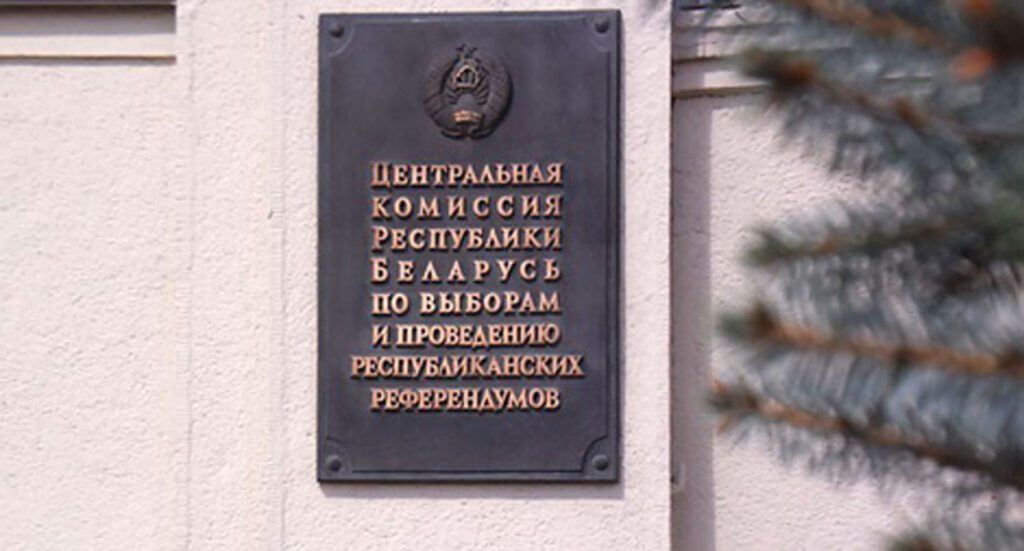 Центральная
комиссия
Республики
Беларусь
по выборам
и проведению
республиканских
референдумов